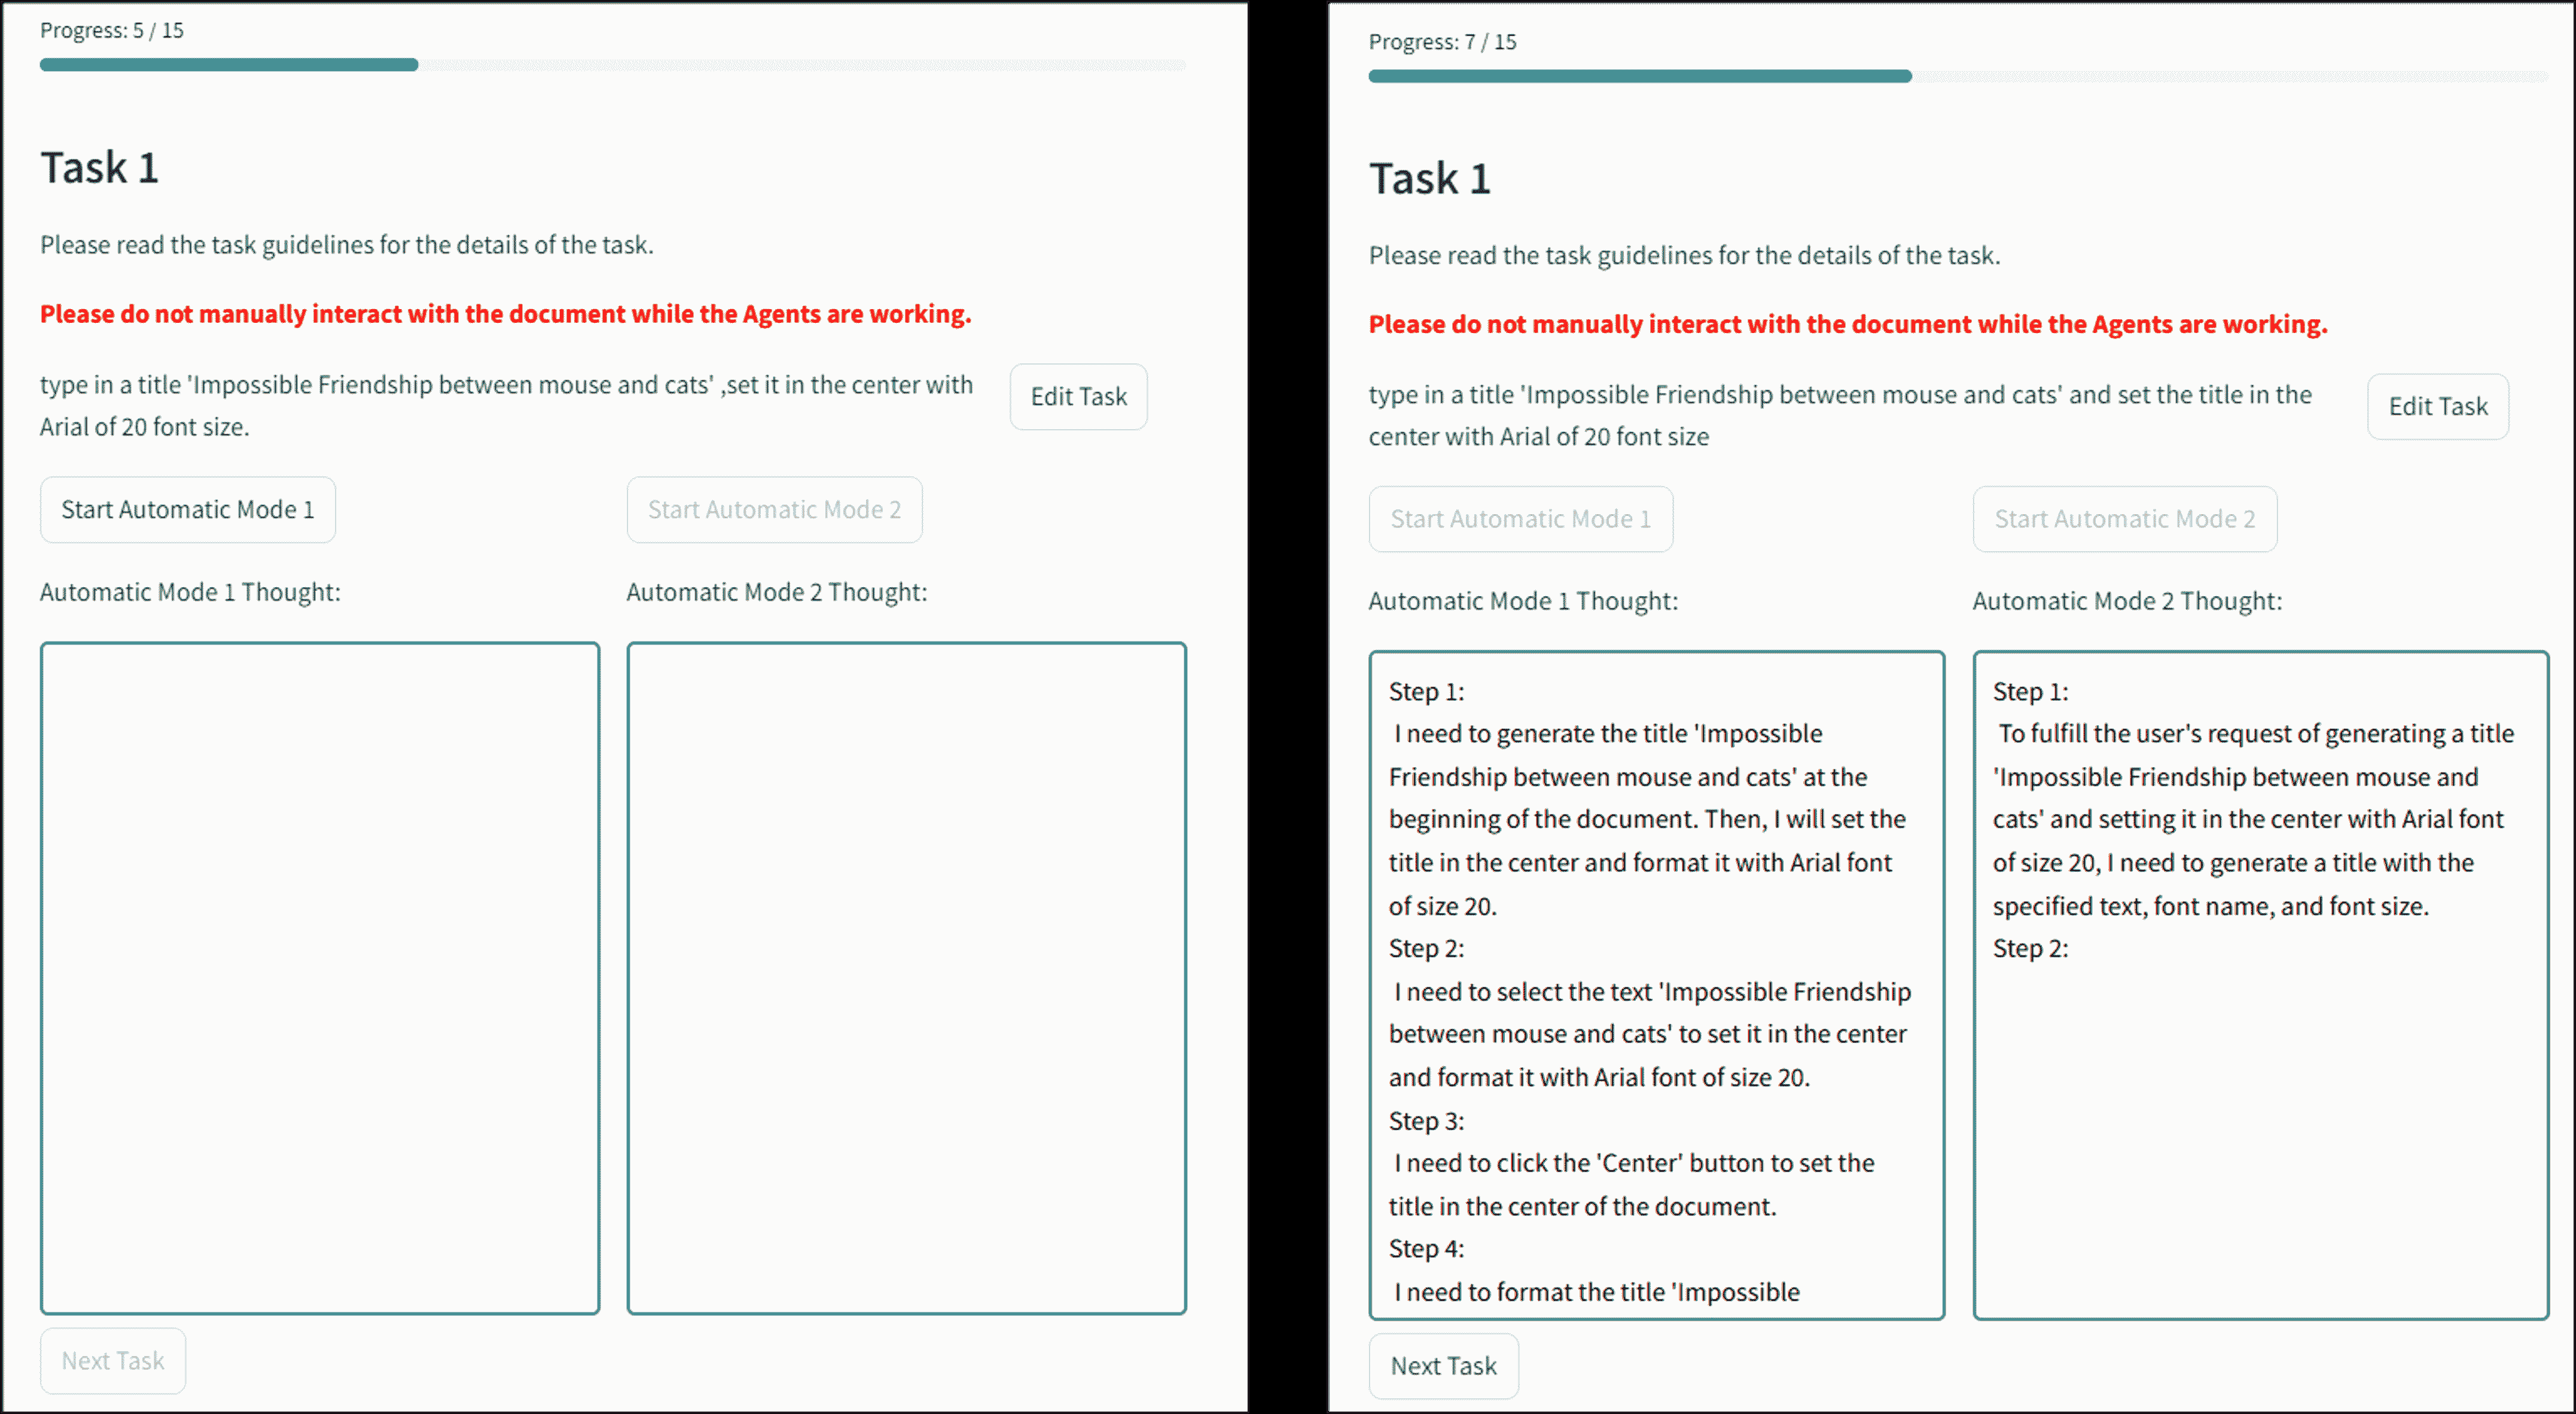 Progress: 5 / 15
Task 1
Please read the task guidelines for the details of the task.
Please do not manually interact with the document while the Agents are working.
type in a title 'Impossible Friendship between mouse and cats' ,set it in the center with
Arial of 20 font size.
Edit Task
Start Automatic Mode 1
Start Automatic Mode 2
Automatic Mode 1 Thought:
Automatic Mode 2 Thought:
Next Task
Progress: 7 / 15
Task 1
Please read the task guidelines for the details of the task.
Please do not manually interact with the document while the Agents are working.
type in a title 'Impossible Friendship between mouse and cats' and set the title in the
center with Arial of 20 font size
Edit Task
Start Automatic Mode 1
Start Automatic Mode 2
Automatic Mode 1 Thought:
Step 1:
I need to generate the title 'Impossible
Friendship between mouse and cats' at the
beginning of the document. Then, I will set the
title in the center and format it with Arial font
of size 20.
Step 2:
I need to select the text 'Impossible Friendship
between mouse and cats' to set it in the center
and format it with Arial font of size 20.
Step 3:
I need to click the 'Center' button to set the
title in the center of the document.
Step 4:
I need to format the title 'Impossible
Automatic Mode 2 Thought:
Step 1:
To fulfill the user's request of generating a title
'Impossible Friendship between mouse and
cats' and setting it in the center with Arial font
of size 20, I need to generate a title with the
specified text, font name, and font size.
Step 2:
Next Task